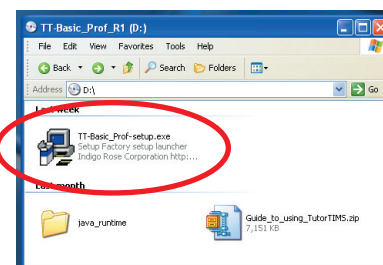 TT-Basic_Prof_R1 (D:)
File Edit View Favorites Tools Help
Back Search Folders
Address D:\ Go
Last week
TT-Basic_Prof-setup.exe
Setup Factory setup launcher
Indigo Rose Corporation http:...
Last month
java_runtime
Guide_to_using_TutorTIMS.zip
7,151 KB